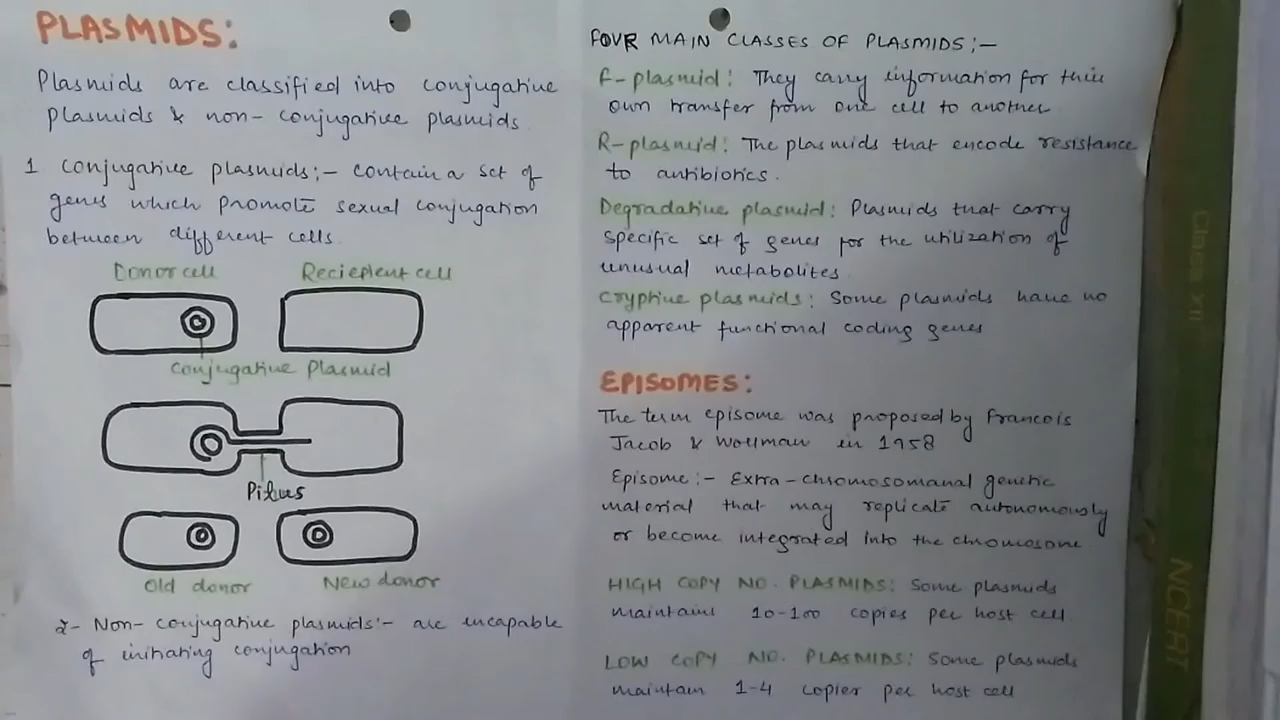 PLASMIDS:
Plasmids are classified into conjugative
plasmids & non-conjugative plasmids.
1 Conjugative plasmids:- contain a set of
genes which promote sexual conjugation
between different cells.
Donor cell Reciepient cell
Conjugative Plasmid
Pilus
Old donor New donor
2- Non-conjugative plasmids:- are incapable
of initiating conjugation
FOUR MAIN CLASSES OF PLASMIDS:-
F-plasmid: They carry information for their
own transfer from one cell to another
R-plasmid: The plasmids that encode resistance
to antibiotics.
Degradative plasmid: Plasmids that carry
specific set of genes for the utilization of
unusual metabolites.
Cryptive plasmids: Some plasmids have no
apparent functional coding genes
EPISOMES:
The term episome was proposed by Francois
Jacob & Wollman in 1958
Episome:- Extra-chromosomanal genetic
material that may replicate autonomously
or become integrated into the chromosome
HIGH COPY NO. PLASMIDS: Some plasmids
maintains 10-100 copies per host cell
LOW COPY NO. PLASMIDS: Some plasmids
maintain 1-4 copies per host cell
Class XII
NCERT